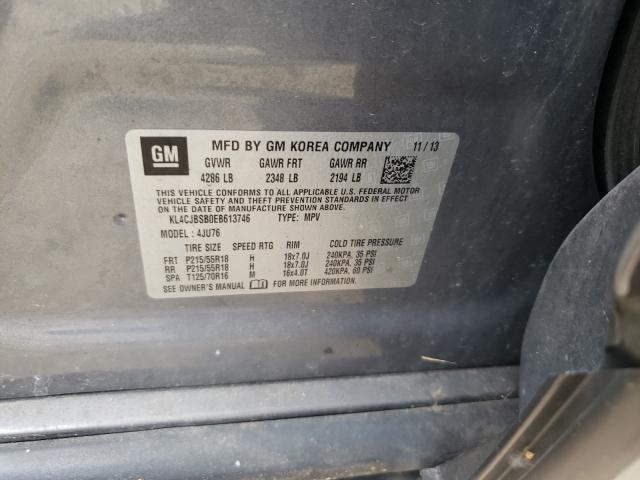 GM MFD BY GM KOREA COMPANY 11/13
GVWR GAWR FRT GAWR RR
4286 LB 2348 LB 2194 LB
THIS VEHICLE CONFORMS TO ALL APPLICABLE U.S. FEDERAL MOTOR
VEHICLE SAFETY, BUMPER, AND THEFT PREVENTION STANDARDS IN EFFECT
ON THE DATE OF MANUFACTURE SHOWN ABOVE.
KL4CJBSB0EB613746 TYPE: MPV
MODEL: 4JU76
TIRE SIZE SPEED RTG RIM COLD TIRE PRESSURE
FRT P215/55R18 H 18x7.0J 240KPA, 35 PSI
RR P215/55R18 H 18x7.0J 240KPA, 35 PSI
SPA T125/70R16 M 16x4.0T 420KPA, 60 PSI
SEE OWNER'S MANUAL FOR MORE INFORMATION.